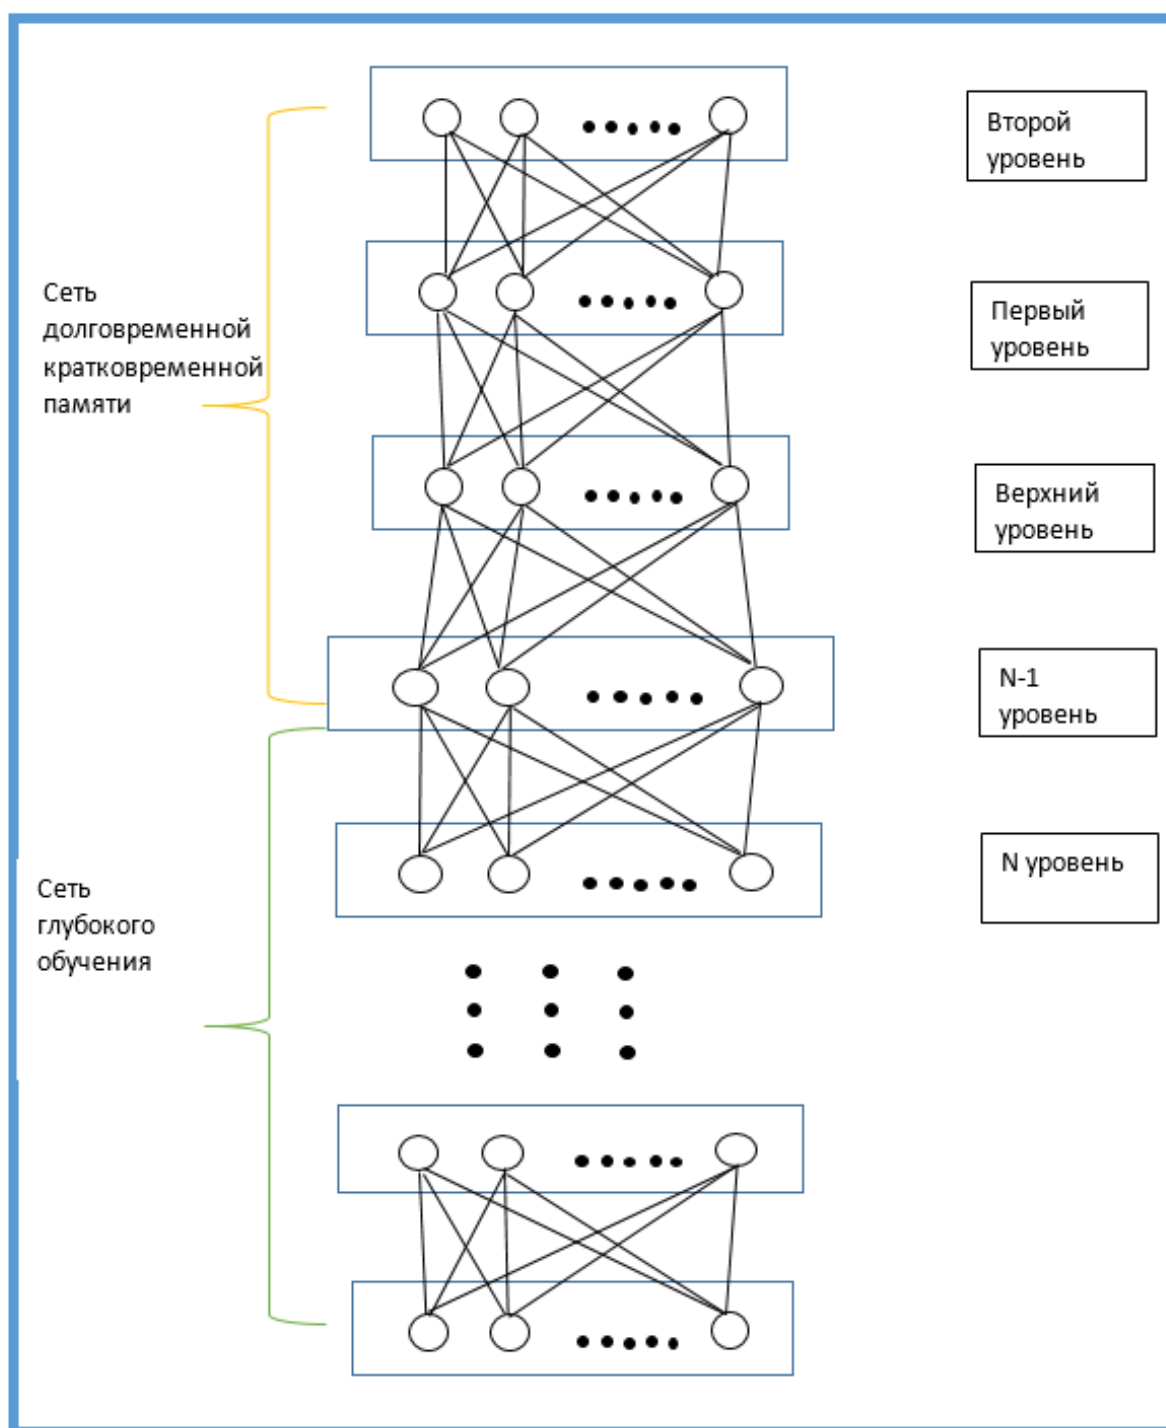 Второй
уровень
Первый
уровень
Сеть
долговременной
кратковременной
памяти
Верхний
уровень
N-1
уровень
N уровень
Сеть
глубокого
обучения